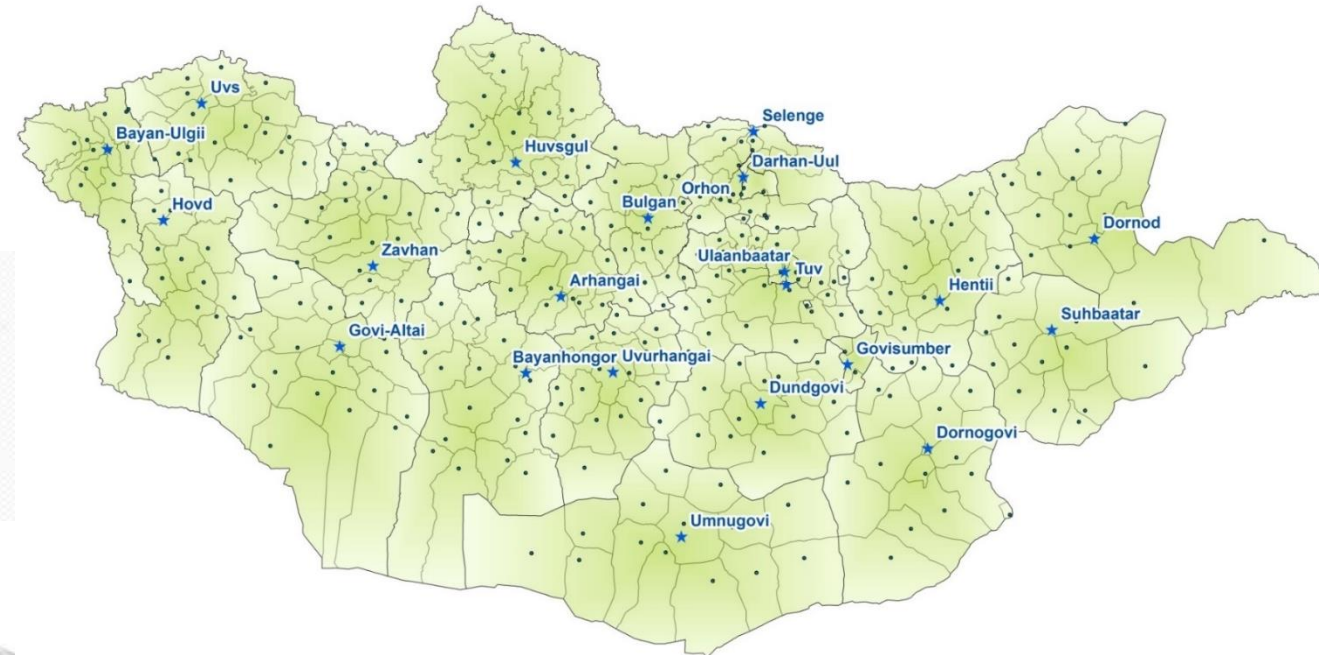 Uvs
Selenge
Bayan-Ulgii
Huvsgul
Darhan-Uul
Orhon
Hovd
Bulgan
Dornod
Zavhan
Ulaanbaatar
Tuv
Arhangai
Hentii
Suhbaatar
Govi-Altai
Govisumber
Bayanhongor
Uvurhangai
Dundgovi
Dornogovi
Umnugovi